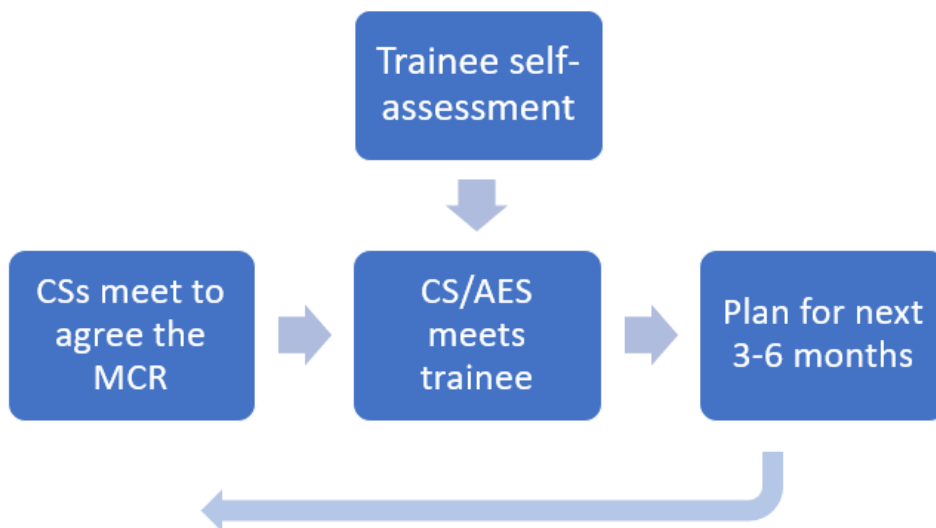 Trainee self-
assessment
CSs meet to
agree the
MCR
CS/AES
meets
trainee
Plan for next
3-6 months